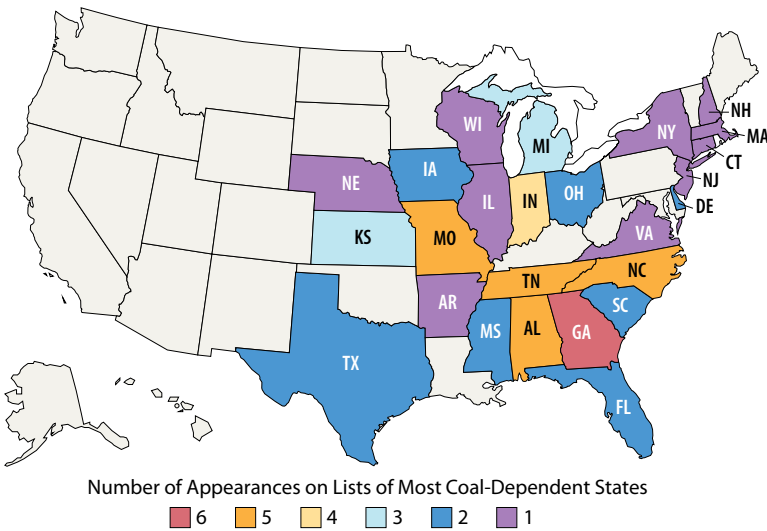 NH
MA
WI
NY
MI
CT
IA
NE
OH
NJ
IL
IN
DE
KS
MO
VA
NC
TN
AR
SC
MS
AL
GA
TX
FL
Number of Appearances on Lists of Most Coal-Dependent States
6 5 4 3 2 1